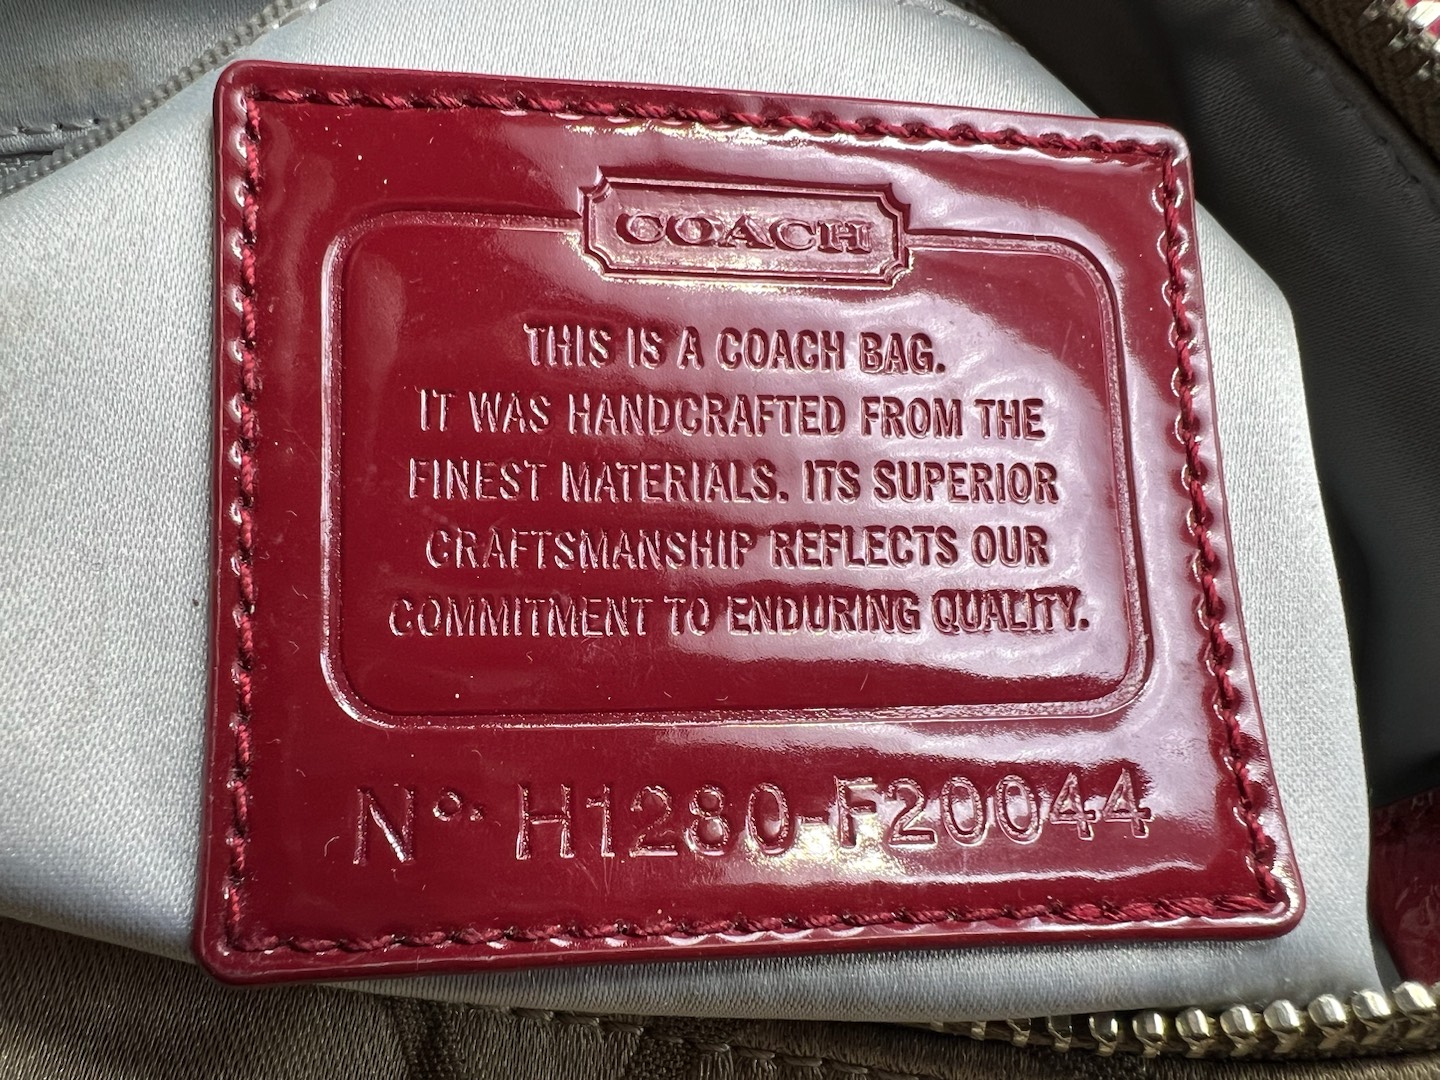 COACH
THIS IS A COACH BAG.
IT WAS HANDCRAFTED FROM THE
FINEST MATERIALS. ITS SUPERIOR
CRAFTSMANSHIP REFLECTS OUR
COMMITMENT TO ENDURING QUALITY.
Nº. H1280-F20044